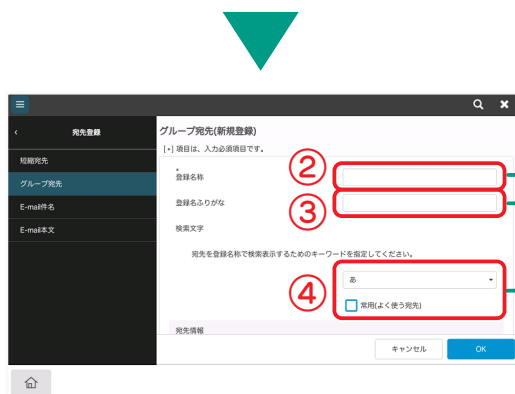 ‹ 宛先登録
短縮宛先
グループ宛先
E-mail件名
E-mail本文
グループ宛先(新規登録)
[*] 項目は、入力必須項目です。
*
登録名称
②
登録名ふりがな
③
検索文字
宛先を登録名称で検索表示するためのキーワードを指定してください。
④
あ
常用(よく使う宛先)
宛先情報
キャンセル
OK